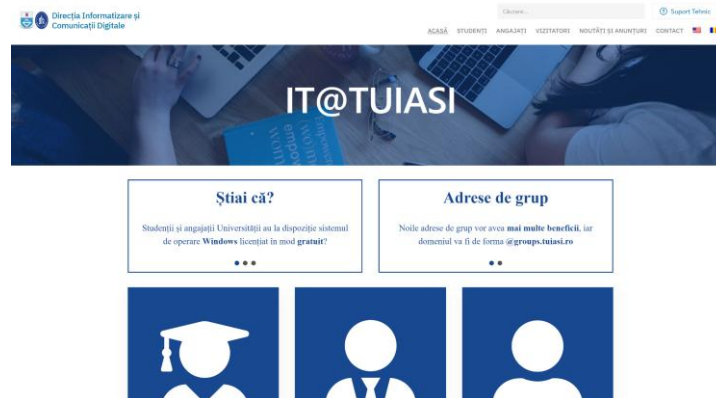 Direcția Informatizare și
Comunicații Digitale
Căutare...
Suport Tehnic
ACASĂ STUDENȚI ANGAJAȚI VIZITATORI NOUTĂȚI ȘI ANUNȚURI CONTACT
IT@TUIASI
Știai că?
Studenții și angajații Universității au la dispoziție sistemul
de operare Windows licențiat în mod gratuit?
Adrese de grup
Noile adrese de grup vor avea mai multe beneficii, iar
domeniul va fi de forma @groups.tuiasi.ro